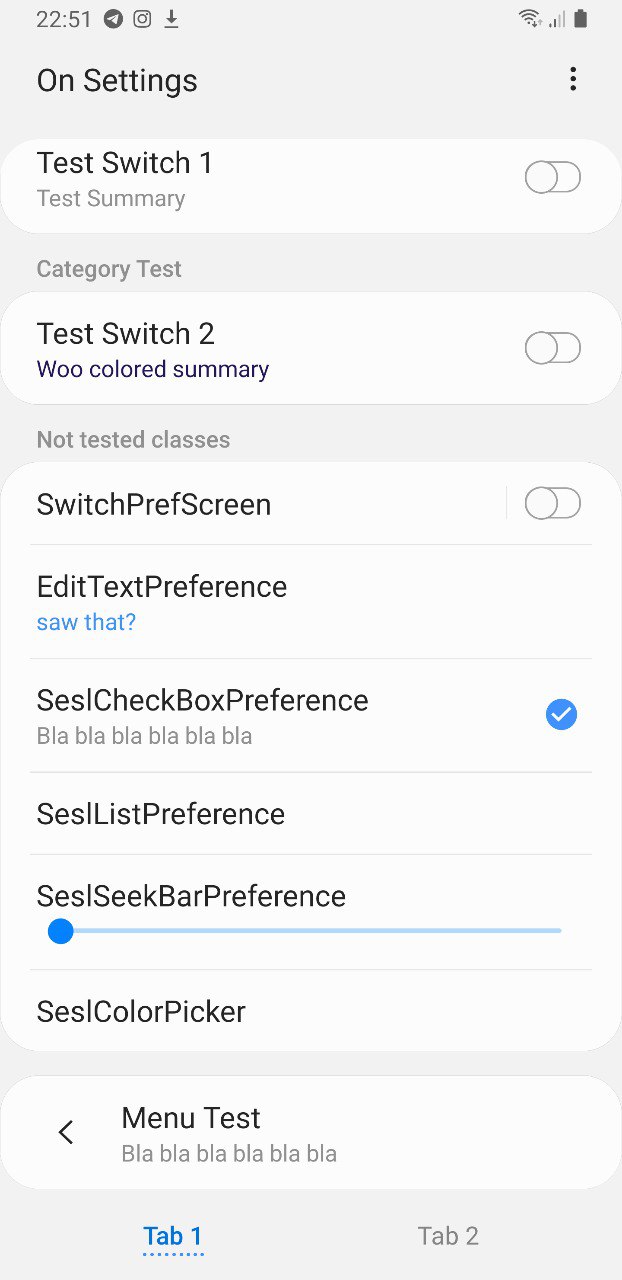 22:51
On Settings
Test Switch 1
Test Summary
Category Test
Test Switch 2
Woo colored summary
Not tested classes
SwitchPrefScreen
EditTextPreference
saw that?
SeslCheckBoxPreference
Bla bla bla bla bla bla
SeslListPreference
SeslSeekBarPreference
SeslColorPicker
Menu Test
Bla bla bla bla bla bla
Tab 1 Tab 2